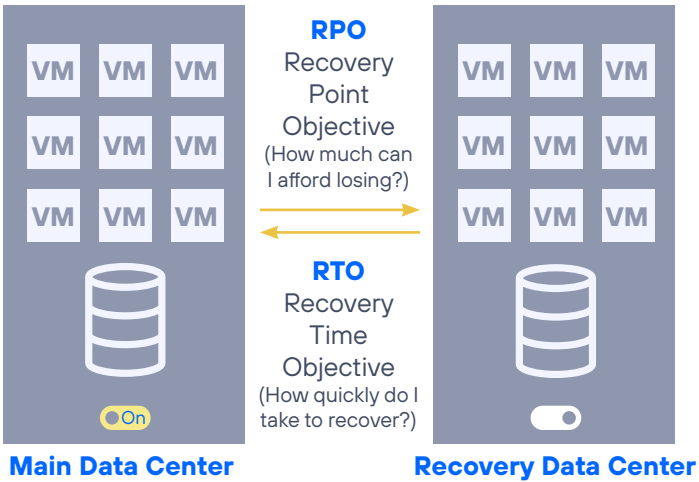 VM VM VM
VM VM VM
VM VM VM
On
Main Data Center
RPO
Recovery
Point
Objective
(How much can
I afford losing?)
RTO
Recovery
Time
Objective
(How quickly do I
take to recover?)
VM VM VM
VM VM VM
VM VM VM
Recovery Data Center